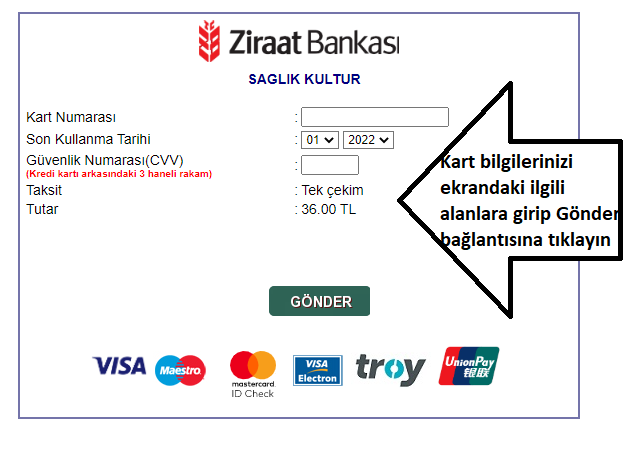 Ziraat Bankası
SAGLIK KULTUR
Kart Numarası :
Son Kullanma Tarihi : 01 2022
Güvenlik Numarası(CVV) :
(Kredi kartı arkasındaki 3 haneli rakam)
Taksit : Tek çekim
Tutar : 36.00 TL
Kart bilgilerinizi
ekrandaki ilgili
alanlara girip Gönder
bağlantısına tıklayın
GÖNDER
VISA
Maestro
mastercard
ID Check
VISA
Electron
troy
UnionPay
银联